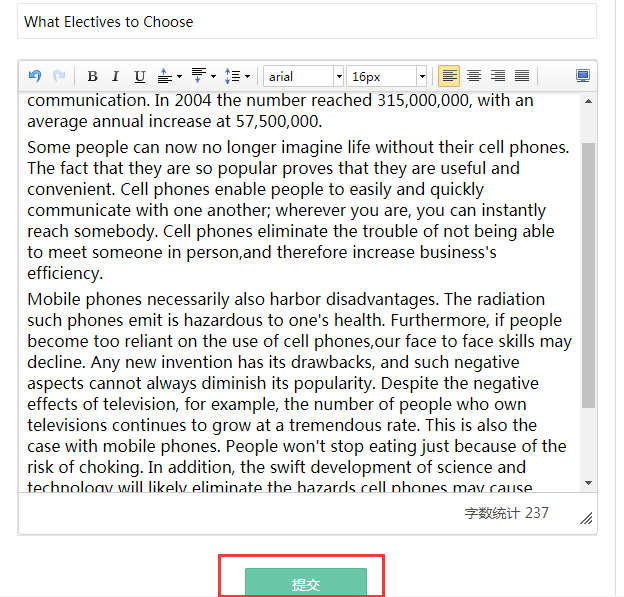 What Electives to Choose
B I U arial 16px
communication. In 2004 the number reached 315,000,000, with an
average annual increase at 57,500,000.
Some people can now no longer imagine life without their cell phones.
The fact that they are so popular proves that they are useful and
convenient. Cell phones enable people to easily and quickly
communicate with one another; wherever you are, you can instantly
reach somebody. Cell phones eliminate the trouble of not being able
to meet someone in person,and therefore increase business's
efficiency.
Mobile phones necessarily also harbor disadvantages. The radiation
such phones emit is hazardous to one's health. Furthermore, if people
become too reliant on the use of cell phones,our face to face skills may
decline. Any new invention has its drawbacks, and such negative
aspects cannot always diminish its popularity. Despite the negative
effects of television, for example, the number of people who own
televisions continues to grow at a tremendous rate. This is also the
case with mobile phones. People won't stop eating just because of the
risk of choking. In addition, the swift development of science and
technology will likely eliminate the hazards cell phones may cause
字数统计 237
提交